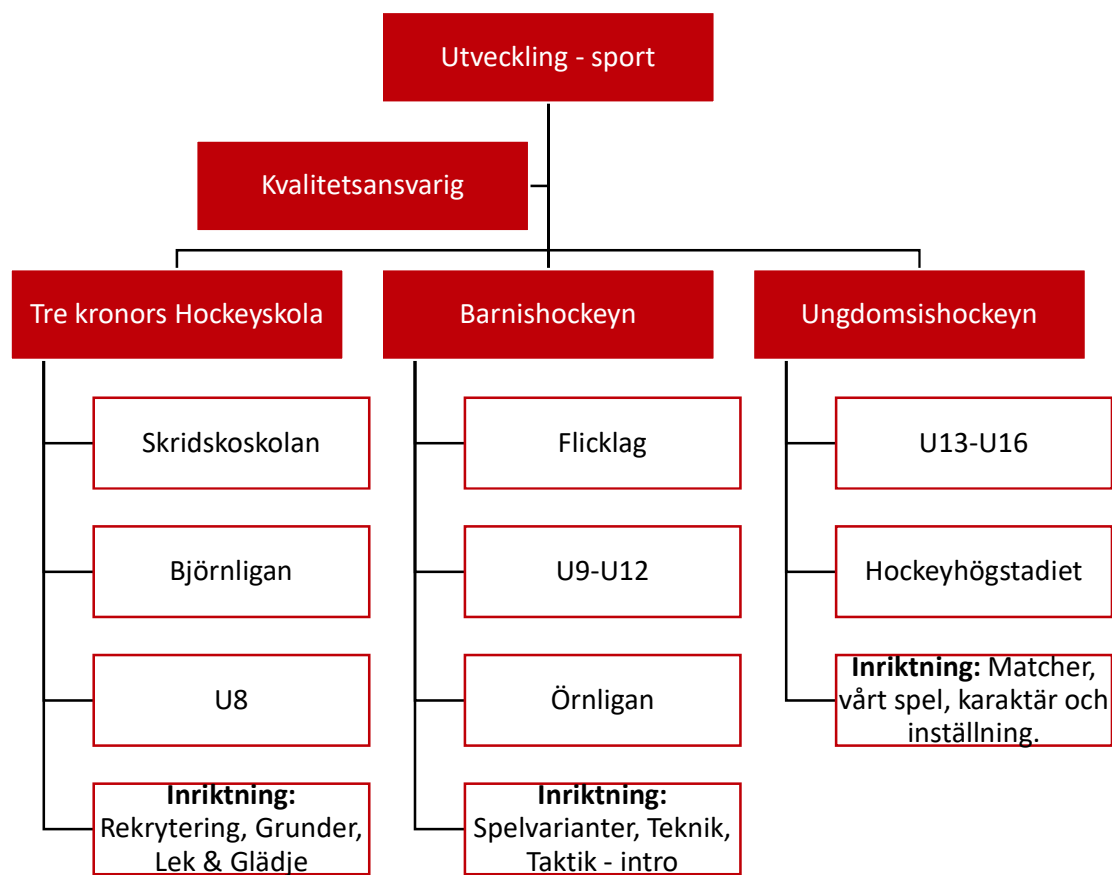 Utveckling - sport
Kvalitetsansvarig
Tre kronors Hockeyskola
Skridskoskolan
Björnligan
U8
Inriktning:
Rekrytering, Grunder,
Lek & Glädje
Barnishockeyn
Flicklag
U9-U12
Örnligan
Inriktning:
Spelvarianter, Teknik,
Taktik - intro
Ungdomsishockeyn
U13-U16
Hockeyhögstadiet
Inriktning: Matcher,
vårt spel, karaktär och
inställning.